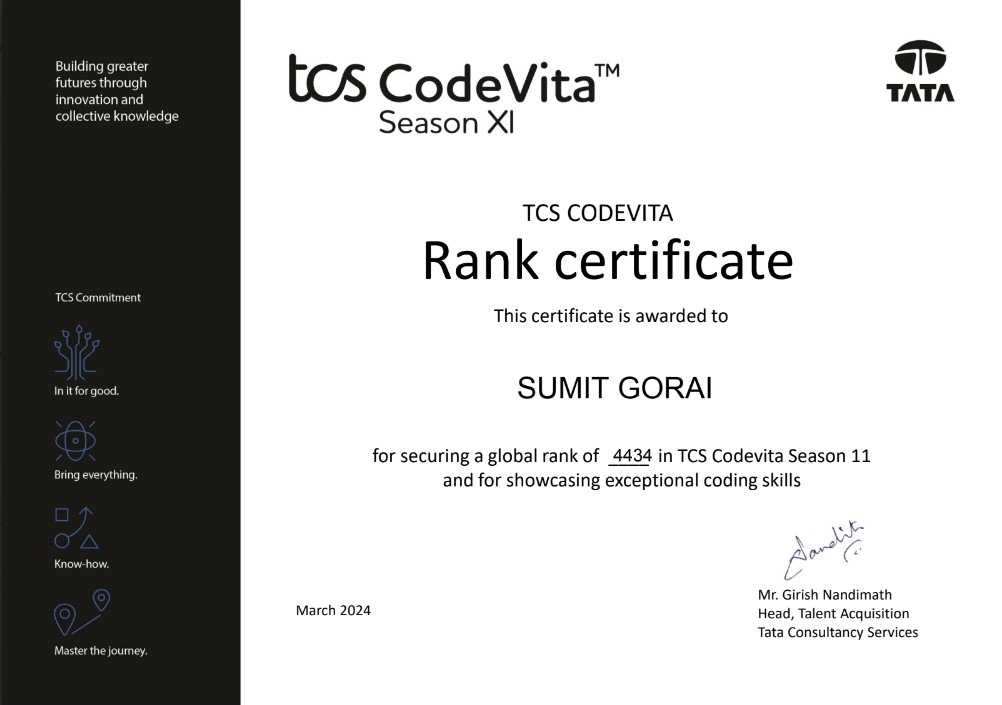 Building greater
futures through
innovation and
collective knowledge
TCS Commitment
In it for good.
Bring everything.
Know-how.
Master the journey.
tcs CodeVita™
Season XI
TATA
TCS CODEVITA
Rank certificate
This certificate is awarded to
SUMIT GORAI
for securing a global rank of 4434 in TCS Codevita Season 11
and for showcasing exceptional coding skills
March 2024
Mr. Girish Nandimath
Head, Talent Acquisition
Tata Consultancy Services